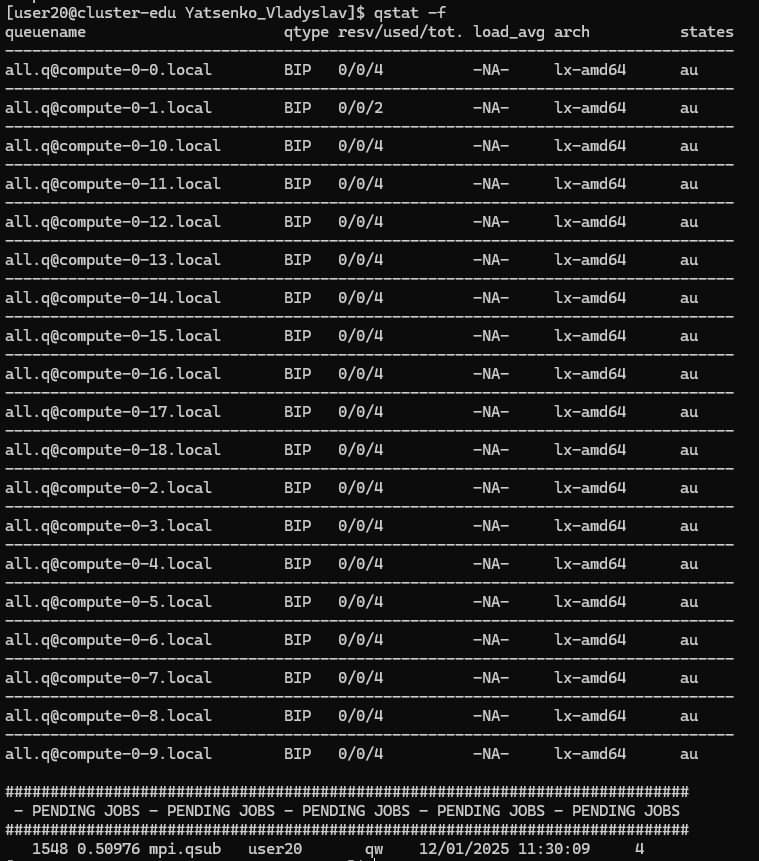 [user20@cluster-edu Yatsenko_Vladyslav]$ qstat -f
queuename                      qtype resv/used/tot. load_avg arch          states
---------------------------------------------------------------------------------
all.q@compute-0-0.local        BIP   0/0/4          -NA-     lx-amd64      au
---------------------------------------------------------------------------------
all.q@compute-0-1.local        BIP   0/0/2          -NA-     lx-amd64      au
---------------------------------------------------------------------------------
all.q@compute-0-10.local       BIP   0/0/4          -NA-     lx-amd64      au
---------------------------------------------------------------------------------
all.q@compute-0-11.local       BIP   0/0/4          -NA-     lx-amd64      au
---------------------------------------------------------------------------------
all.q@compute-0-12.local       BIP   0/0/4          -NA-     lx-amd64      au
---------------------------------------------------------------------------------
all.q@compute-0-13.local       BIP   0/0/4          -NA-     lx-amd64      au
---------------------------------------------------------------------------------
all.q@compute-0-14.local       BIP   0/0/4          -NA-     lx-amd64      au
---------------------------------------------------------------------------------
all.q@compute-0-15.local       BIP   0/0/4          -NA-     lx-amd64      au
---------------------------------------------------------------------------------
all.q@compute-0-16.local       BIP   0/0/4          -NA-     lx-amd64      au
---------------------------------------------------------------------------------
all.q@compute-0-17.local       BIP   0/0/4          -NA-     lx-amd64      au
---------------------------------------------------------------------------------
all.q@compute-0-18.local       BIP   0/0/4          -NA-     lx-amd64      au
---------------------------------------------------------------------------------
all.q@compute-0-2.local        BIP   0/0/4          -NA-     lx-amd64      au
---------------------------------------------------------------------------------
all.q@compute-0-3.local        BIP   0/0/4          -NA-     lx-amd64      au
---------------------------------------------------------------------------------
all.q@compute-0-4.local        BIP   0/0/4          -NA-     lx-amd64      au
---------------------------------------------------------------------------------
all.q@compute-0-5.local        BIP   0/0/4          -NA-     lx-amd64      au
---------------------------------------------------------------------------------
all.q@compute-0-6.local        BIP   0/0/4          -NA-     lx-amd64      au
---------------------------------------------------------------------------------
all.q@compute-0-7.local        BIP   0/0/4          -NA-     lx-amd64      au
---------------------------------------------------------------------------------
all.q@compute-0-8.local        BIP   0/0/4          -NA-     lx-amd64      au
---------------------------------------------------------------------------------
all.q@compute-0-9.local        BIP   0/0/4          -NA-     lx-amd64      au

############################################################################
 - PENDING JOBS - PENDING JOBS - PENDING JOBS - PENDING JOBS - PENDING JOBS
############################################################################
   1548 0.50976 mpi.qsub   user20       qw    12/01/2025 11:30:09     4